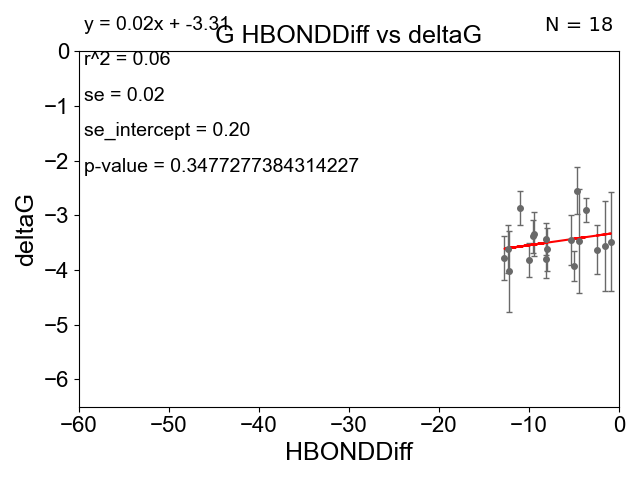 y = 0.02x + -3.31
N = 18
G HBONDDiff vs deltaG
r^2 = 0.06
se = 0.02
se_intercept = 0.20
p-value = 0.3477277384314227
0
−1
−2
−3
−4
−5
−6
deltaG
−60 −50 −40 −30 −20 −10 0
HBONDDiff